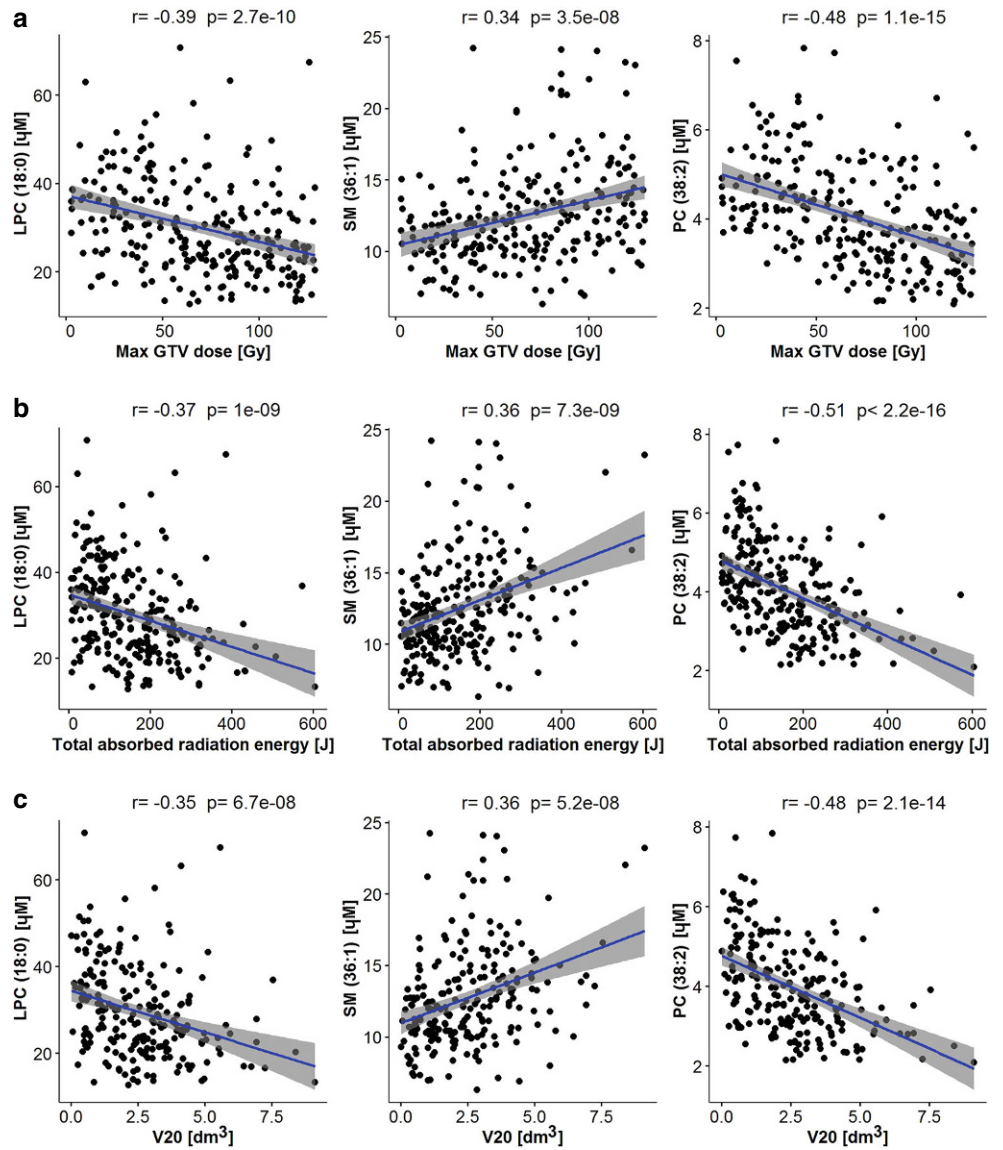 a
r= -0.39 p= 2.7e-10
LPC (18:0) [ɥM]
60
40
20
0
50
100
Max GTV dose [Gy]
r= 0.34 p= 3.5e-08
SM (36:1) [ɥM]
25
20
15
10
0
50
100
Max GTV dose [Gy]
r= -0.48 p= 1.1e-15
PC (38:2) [ɥM]
8
6
4
2
0
50
100
Max GTV dose [Gy]
b
r= -0.37 p= 1e-09
LPC (18:0) [ɥM]
60
40
20
0
200
400
600
Total absorbed radiation energy [J]
r= 0.36 p= 7.3e-09
SM (36:1) [ɥM]
25
20
15
10
0
200
400
600
Total absorbed radiation energy [J]
r= -0.51 p< 2.2e-16
PC (38:2) [ɥM]
8
6
4
2
0
200
400
600
Total absorbed radiation energy [J]
c
r= -0.35 p= 6.7e-08
LPC (18:0) [ɥM]
60
40
20
0.0
2.5
5.0
7.5
V20 [dm³]
r= 0.36 p= 5.2e-08
SM (36:1) [ɥM]
25
20
15
10
0.0
2.5
5.0
7.5
V20 [dm³]
r= -0.48 p= 2.1e-14
PC (38:2) [ɥM]
8
6
4
2
0.0
2.5
5.0
7.5
V20 [dm³]